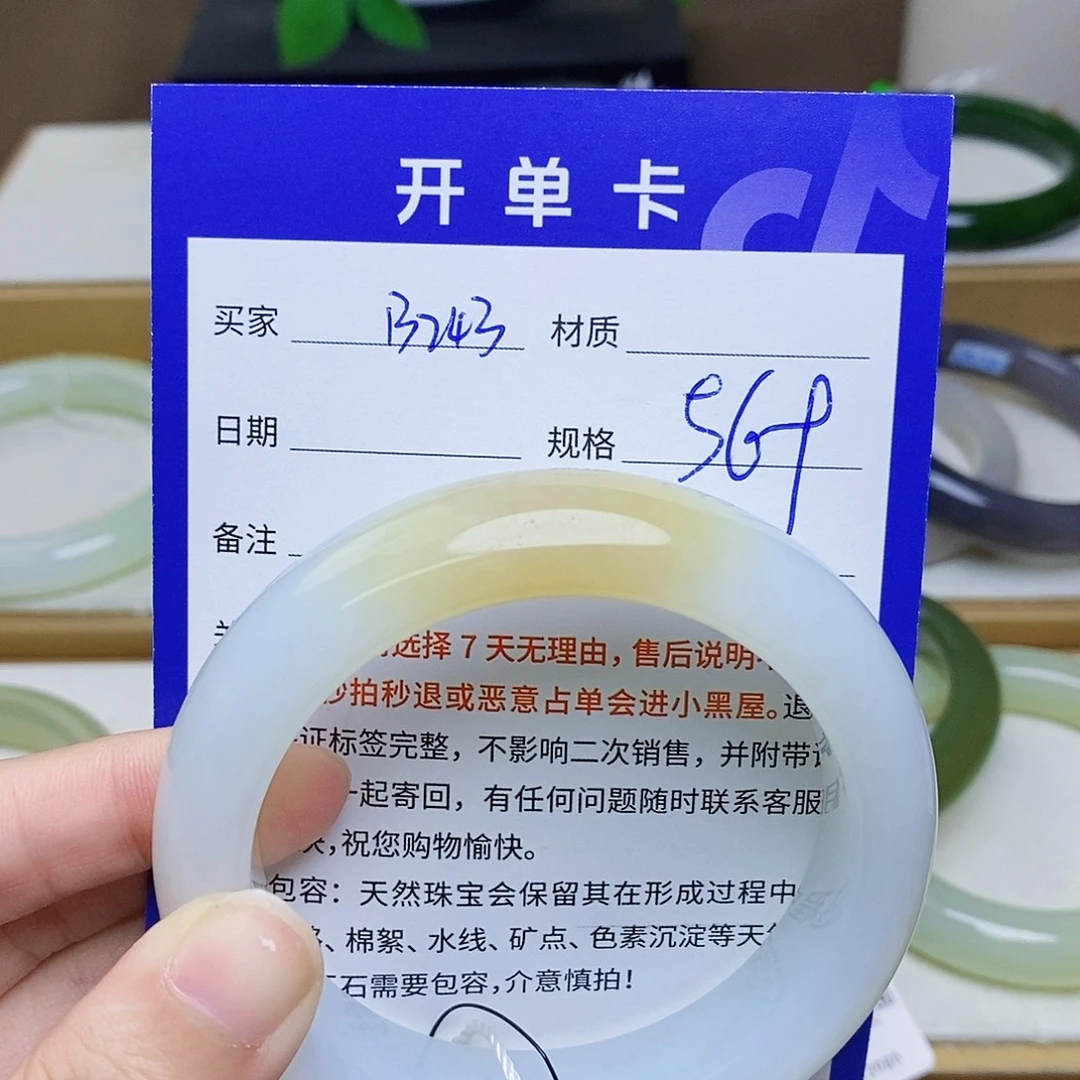 开单卡
买家 B243 材质
日期 规格
备注
选择7天无理由,售后说明
秒拍秒退或恶意占单会进小黑屋。退
证标签完整，不影响二次销售，并附带
一起寄回，有任何问题随时联系客服
决,祝您购物愉快。
包容：天然珠宝会保留其在形成过程中
、棉絮、水线、矿点、色素沉淀等天
石需要包容,介意慎拍!